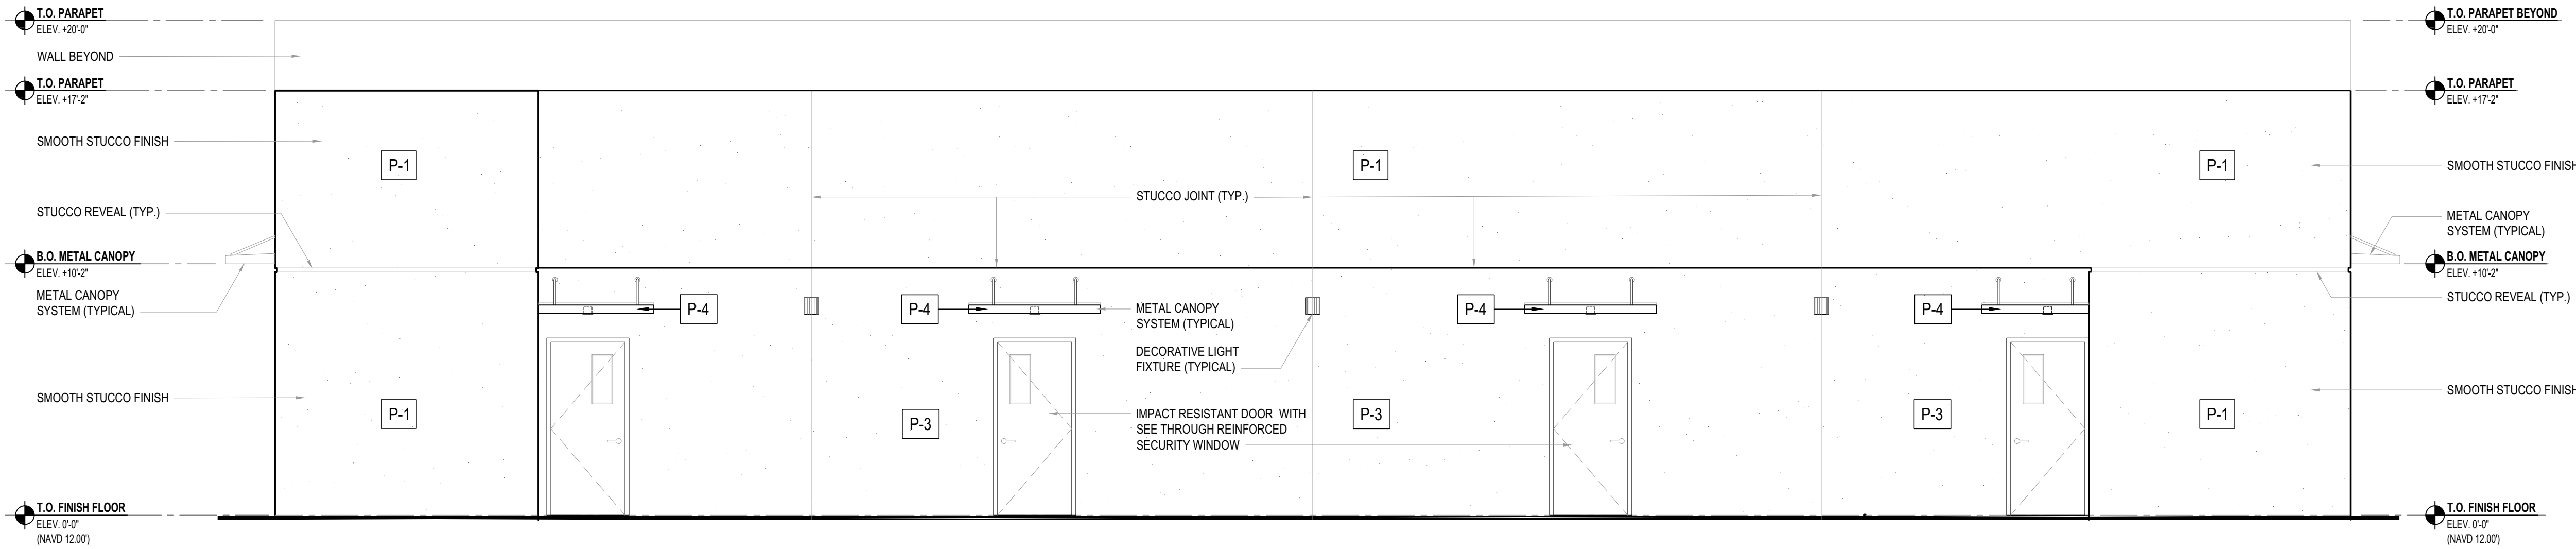 T.O. PARAPET
ELEV. +20'-0"
WALL BEYOND
T.O. PARAPET
ELEV. +17'-2"
SMOOTH STUCCO FINISH
STUCCO REVEAL (TYP.)
B.O. METAL CANOPY
ELEV. +10'-2"
METAL CANOPY
SYSTEM (TYPICAL)
SMOOTH STUCCO FINISH
T.O. FINISH FLOOR
ELEV. 0'-0"
(NAVD 12.00')
P-1
P-1
P-1
STUCCO JOINT (TYP.)
P-4
P-4
METAL CANOPY
SYSTEM (TYPICAL)
P-4
P-4
DECORATIVE LIGHT
FIXTURE (TYPICAL)
P-1
P-3
IMPACT RESISTANT DOOR WITH
SEE THROUGH REINFORCED
SECURITY WINDOW
P-3
P-3
P-1
T.O. PARAPET BEYOND
ELEV. +20'-0"
T.O. PARAPET
ELEV. +17'-2"
SMOOTH STUCCO FINISH
METAL CANOPY
SYSTEM (TYPICAL)
B.O. METAL CANOPY
ELEV. +10'-2"
STUCCO REVEAL (TYP.)
SMOOTH STUCCO FINISH
T.O. FINISH FLOOR
ELEV. 0'-0"
(NAVD 12.00')